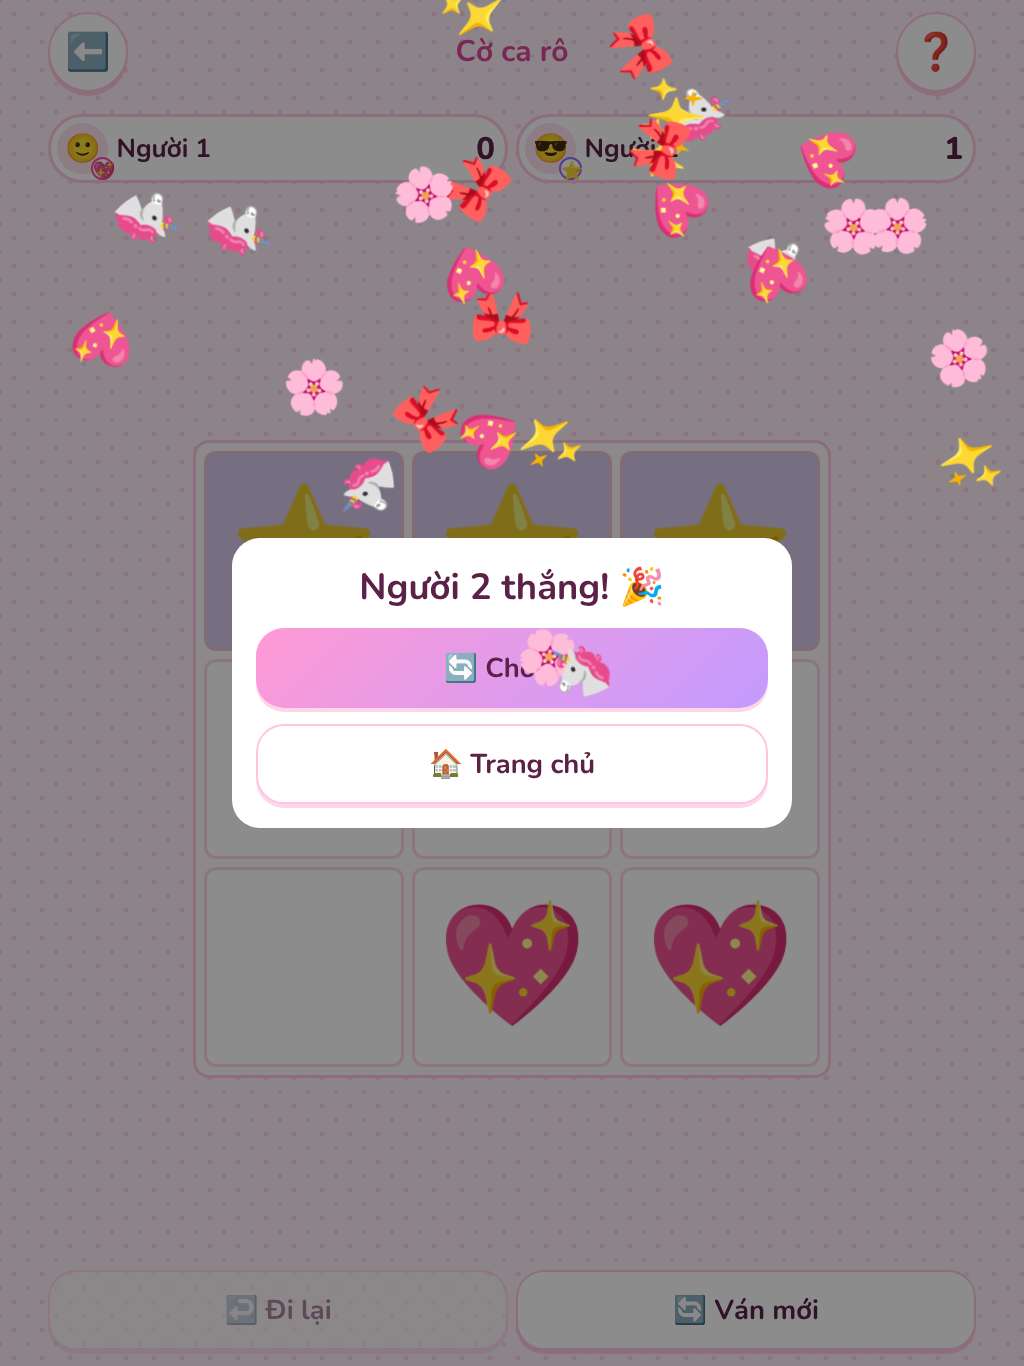 Cờ ca rô
Người 1
0
1
Người 2 thắng!
Trang chủ
Đi lại
Ván mới